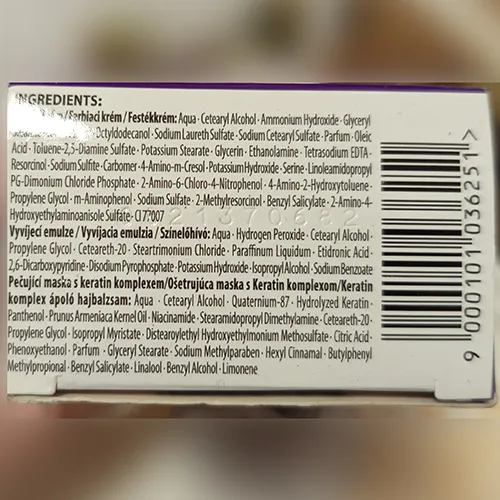 INGREDIENTS:
/Farbiaci krém/Festékkrém: Aqua · Cetearyl Alcohol · Ammonium Hydroxide · Glyceryl
Octyldodecanol · Sodium Laureth Sulfate · Sodium Cetearyl Sulfate · Parfum · Oleic
Acid · Toluene-2,5-Diamine Sulfate · Potassium Stearate · Glycerin · Ethanolamine · Tetrasodium EDTA ·
Resorcinol · Sodium Sulfite · Carbomer · 4-Amino-m-Cresol · Potassium Hydroxide · Serine · Linoleamidopropyl
PG-Dimonium Chloride Phosphate · 2-Amino-6-Chloro-4-Nitrophenol · 4-Amino-2-Hydroxytoluene ·
Propylene Glycol · m-Aminophenol · Sodium Sulfate · 2-Methylresorcinol · Benzyl Salicylate · 2-Amino-4-
Hydroxyethylaminoanisole Sulfate · CI 77007
21370682
Vyvíjecí emulze / Vyvíjacia emulzia / Színelőhívó: Aqua · Hydrogen Peroxide · Cetearyl Alcohol ·
Propylene Glycol · Ceteareth-20 · Steartrimonium Chloride · Paraffinum Liquidum · Etidronic Acid ·
2,6-Dicarboxypyridine · Disodium Pyrophosphate · Potassium Hydroxide · Isopropyl Alcohol · Sodium Benzoate
Pečující maska s keratin komplexem/Ošetrujúca maska s Keratin komplexom/Keratin
komplex ápoló hajbalzsam: Aqua · Cetearyl Alcohol · Quaternium-87 · Hydrolyzed Keratin ·
Panthenol · Prunus Armeniaca Kernel Oil · Niacinamide · Stearamidopropyl Dimethylamine · Ceteareth-20 ·
Propylene Glycol · Isopropyl Myristate · Distearoylethyl Hydroxyethylmonium Methosulfate · Citric Acid ·
Phenoxyethanol · Parfum · Glyceryl Stearate · Sodium Methylparaben · Hexyl Cinnamal · Butylphenyl
Methylpropional · Benzyl Salicylate · Linalool · Benzyl Alcohol · Limonene
9 000101 036251 >